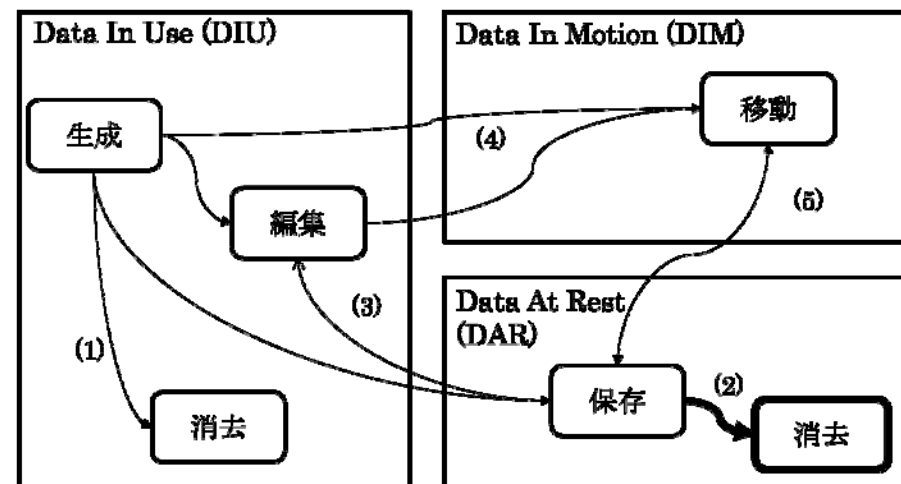 Data In Use (DIU)
Data In Motion (DIM)
生成
移動
(4)
編集
(5)
(3)
Data At Rest
(DAR)
(1)
保存
(2)
消去
消去